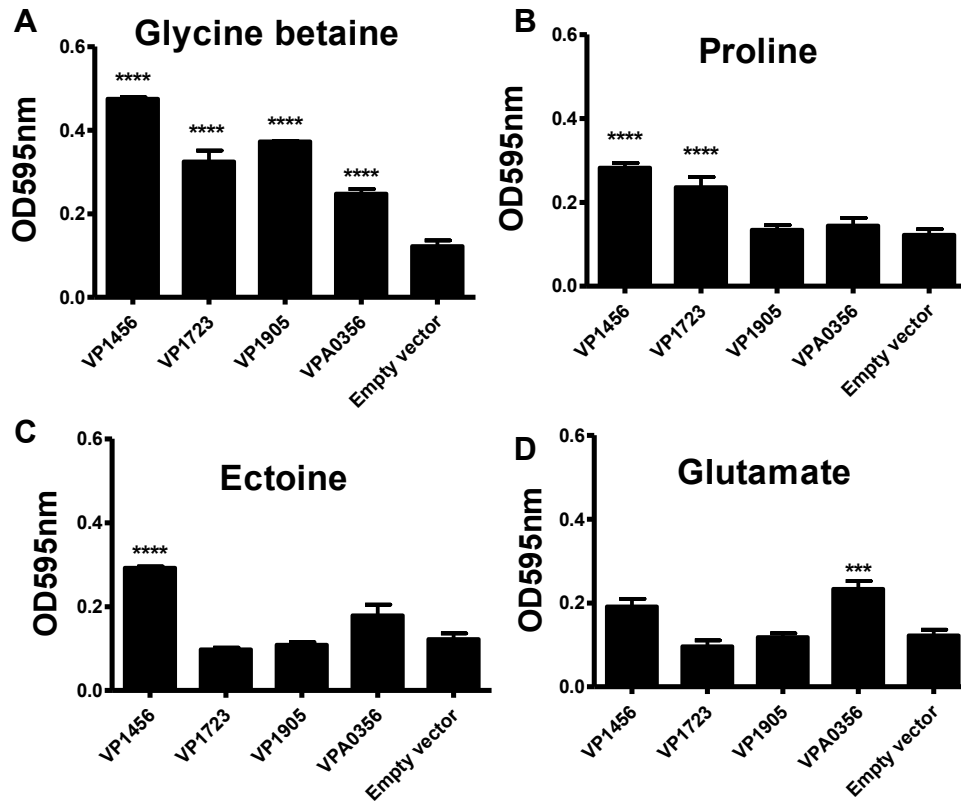 A
Glycine betaine
OD595nm
0.6
0.4
0.2
0.0
****
****
****
****
VP1456
VP1723
VP1905
VPA0356
Empty vector
B
Proline
OD595nm
0.6
0.4
0.2
0.0
****
****
VP1456
VP1723
VP1905
VPA0356
Empty vector
C
Ectoine
OD595nm
0.6
0.4
0.2
0.0
****
VP1456
VP1723
VP1905
VPA0356
Empty vector
D
Glutamate
OD595nm
0.6
0.4
0.2
0.0
***
VP1456
VP1723
VP1905
VPA0356
Empty vector